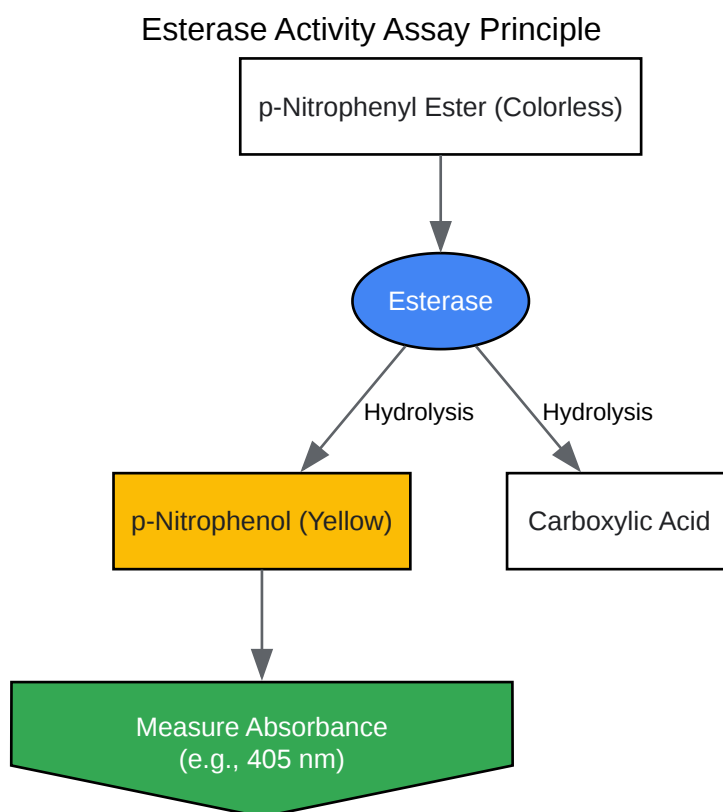 Esterase Activity Assay Principle
p-Nitrophenyl Ester (Colorless)
Esterase
Hydrolysis
Hydrolysis
p-Nitrophenol (Yellow)
Carboxylic Acid
Measure Absorbance
(e.g., 405 nm)